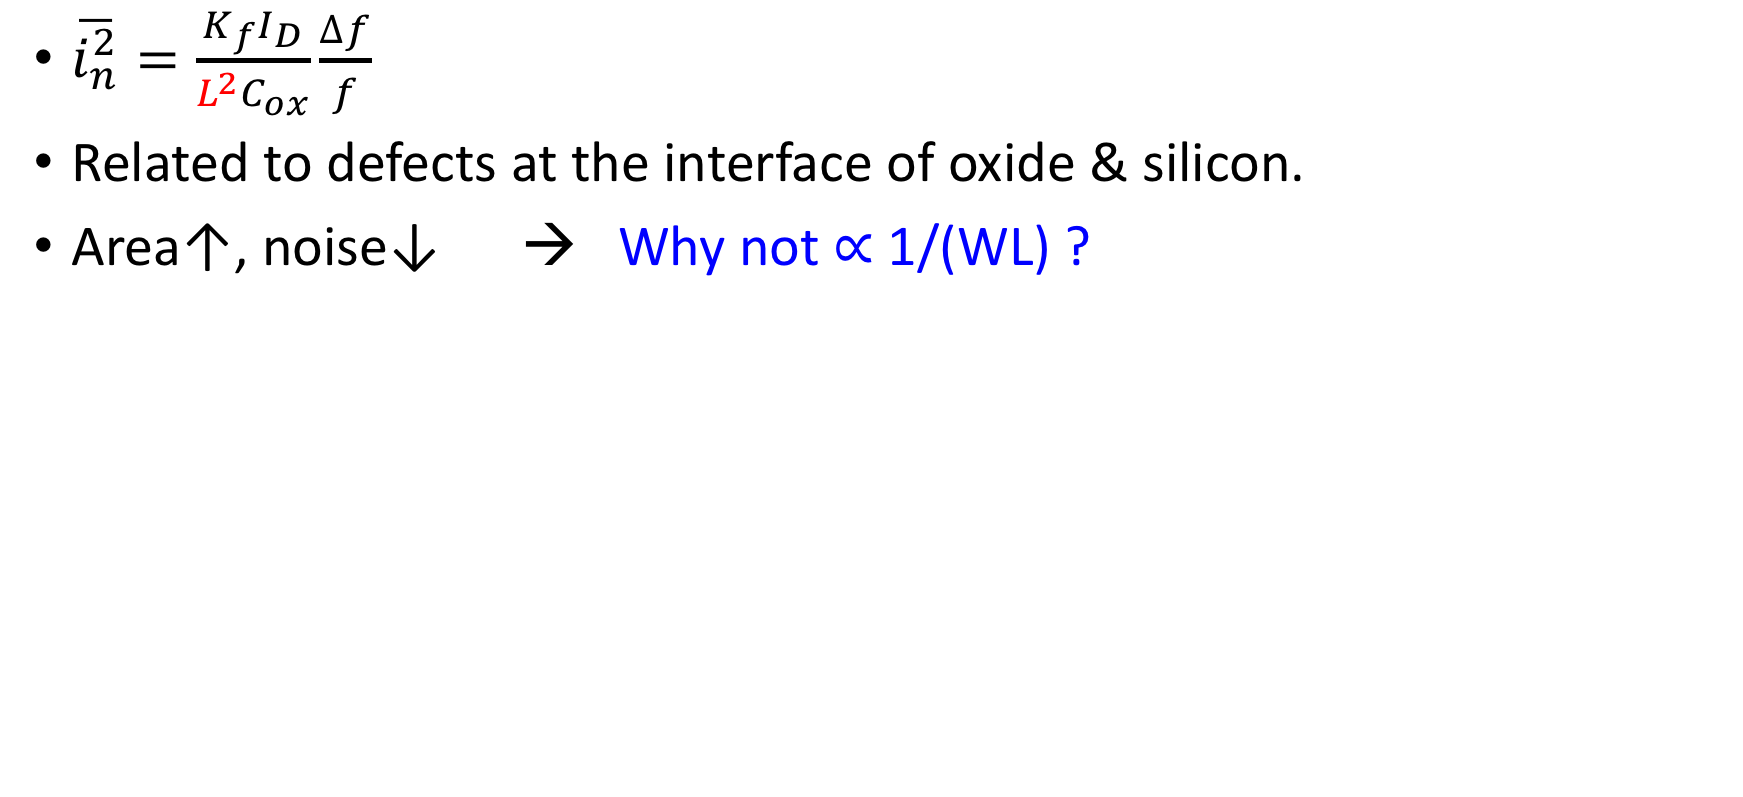 • $\overline{i_n^2} = \frac{K_f I_D}{L^2 C_{ox}} \frac{\Delta f}{f}$
• Related to defects at the interface of oxide & silicon.
• Area↑, noise↓ → Why not ∝ 1/(WL) ?